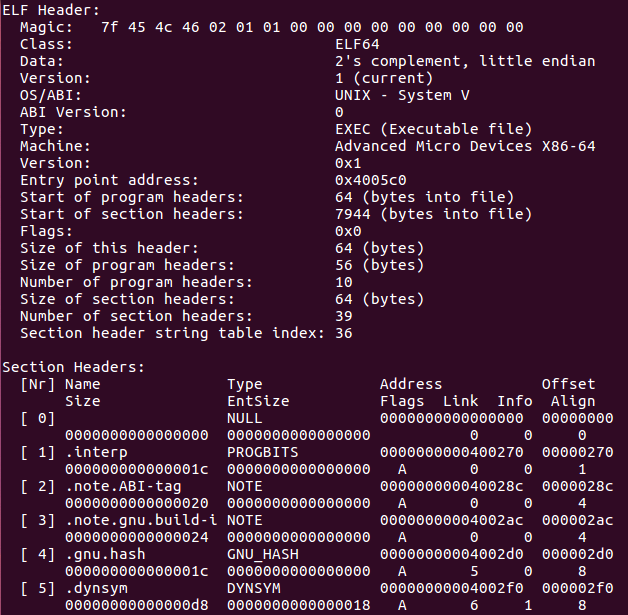 ELF Header:
  Magic:   7f 45 4c 46 02 01 01 00 00 00 00 00 00 00 00 00
  Class:                             ELF64
  Data:                              2's complement, little endian
  Version:                           1 (current)
  OS/ABI:                            UNIX - System V
  ABI Version:                       0
  Type:                              EXEC (Executable file)
  Machine:                           Advanced Micro Devices X86-64
  Version:                           0x1
  Entry point address:               0x4005c0
  Start of program headers:          64 (bytes into file)
  Start of section headers:          7944 (bytes into file)
  Flags:                             0x0
  Size of this header:               64 (bytes)
  Size of program headers:           56 (bytes)
  Number of program headers:         10
  Size of section headers:           64 (bytes)
  Number of section headers:         39
  Section header string table index: 36

Section Headers:
  [Nr] Name              Type             Address           Offset
       Size              EntSize          Flags  Link  Info  Align
  [ 0]                   NULL             0000000000000000  00000000
       0000000000000000  0000000000000000           0     0     0
  [ 1] .interp           PROGBITS         0000000000400270  00000270
       000000000000001c  0000000000000000   A       0     0     1
  [ 2] .note.ABI-tag     NOTE             000000000040028c  0000028c
       0000000000000020  0000000000000000   A       0     0     4
  [ 3] .note.gnu.build-i NOTE             00000000004002ac  000002ac
       0000000000000024  0000000000000000   A       0     0     4
  [ 4] .gnu.hash         GNU_HASH         00000000004002d0  000002d0
       000000000000001c  0000000000000000   A       5     0     8
  [ 5] .dynsym           DYNSYM           00000000004002f0  000002f0
       00000000000000d8  0000000000000018   A       6     1     8